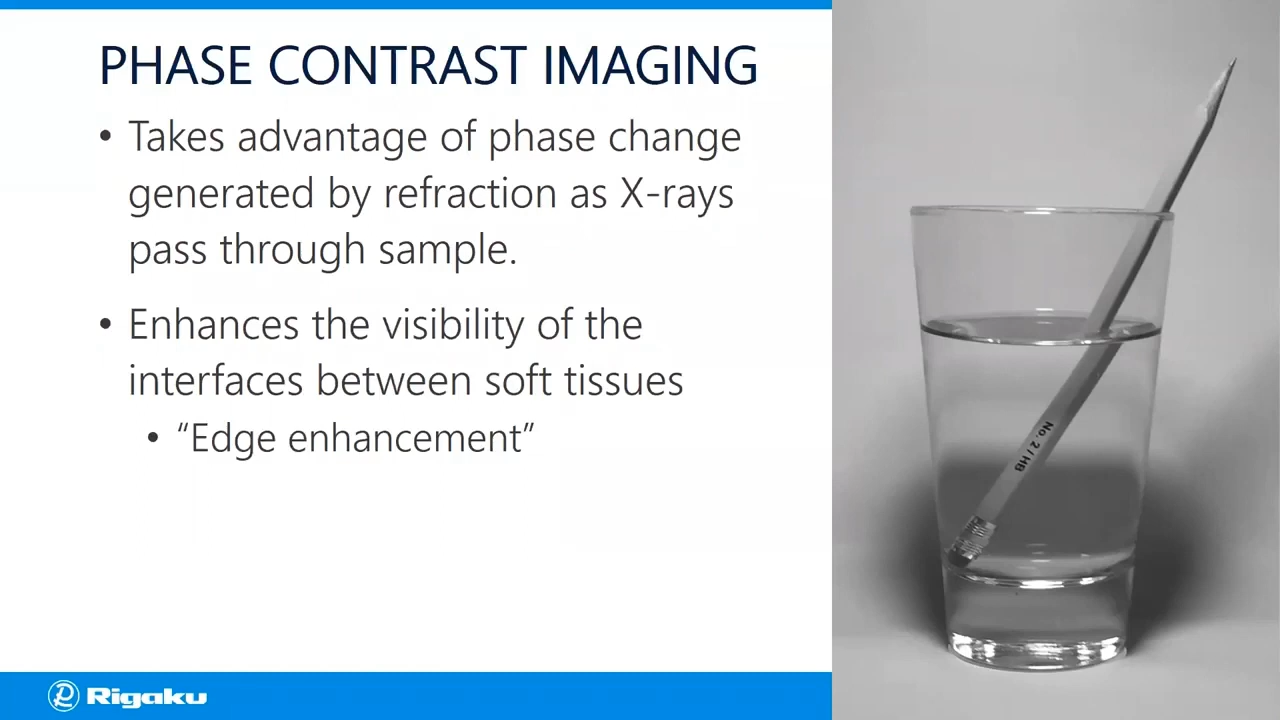 PHASE CONTRAST IMAGING
• Takes advantage of phase change
generated by refraction as X-rays
pass through sample.
• Enhances the visibility of the
interfaces between soft tissues
• “Edge enhancement”
No. 2 / HB
Rigaku